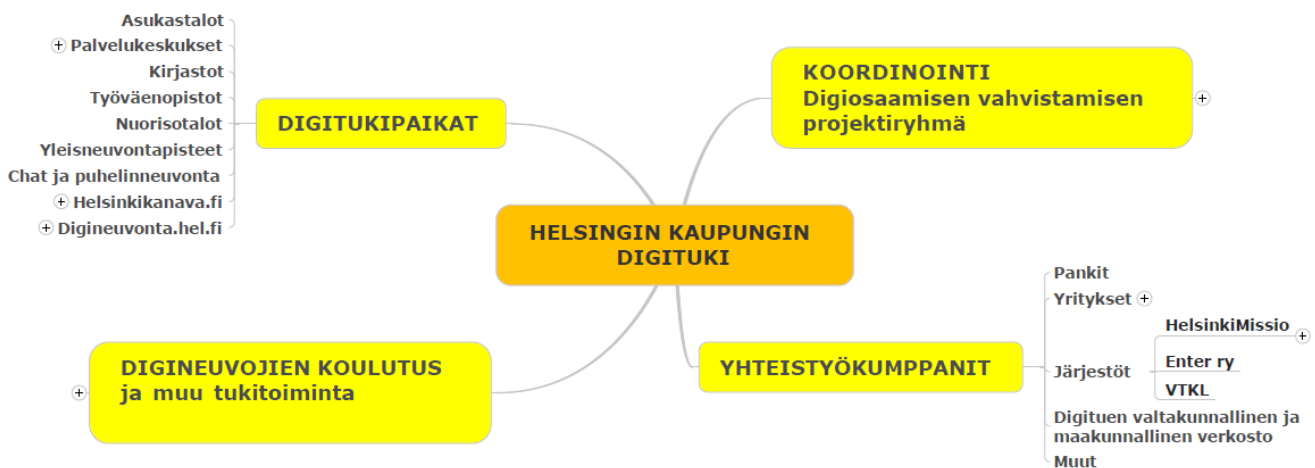 Asukastalot
Palvelukeskukset
Kirjastot
Työväenopistot
Nuorisotalot
Yleisneuvontapisteet
Chat ja puhelinneuvonta
Helsinkikanava.fi
Digineuvonta.hel.fi
DIGITUKIPAIKAT
KOORDINOINTI
Digiosaamisen vahvistamisen
projektiryhmä
HELSINGIN KAUPUNGIN
DIGITUKI
DIGINEUVOJIEN KOULUTUS
ja muu tukitoiminta
YHTEISTYÖKUMPPANIT
Pankit
Yritykset
Järjestöt
HelsinkiMissio
Enter ry
VTKL
Digituen valtakunnallinen ja
maakunnallinen verkosto
Muut